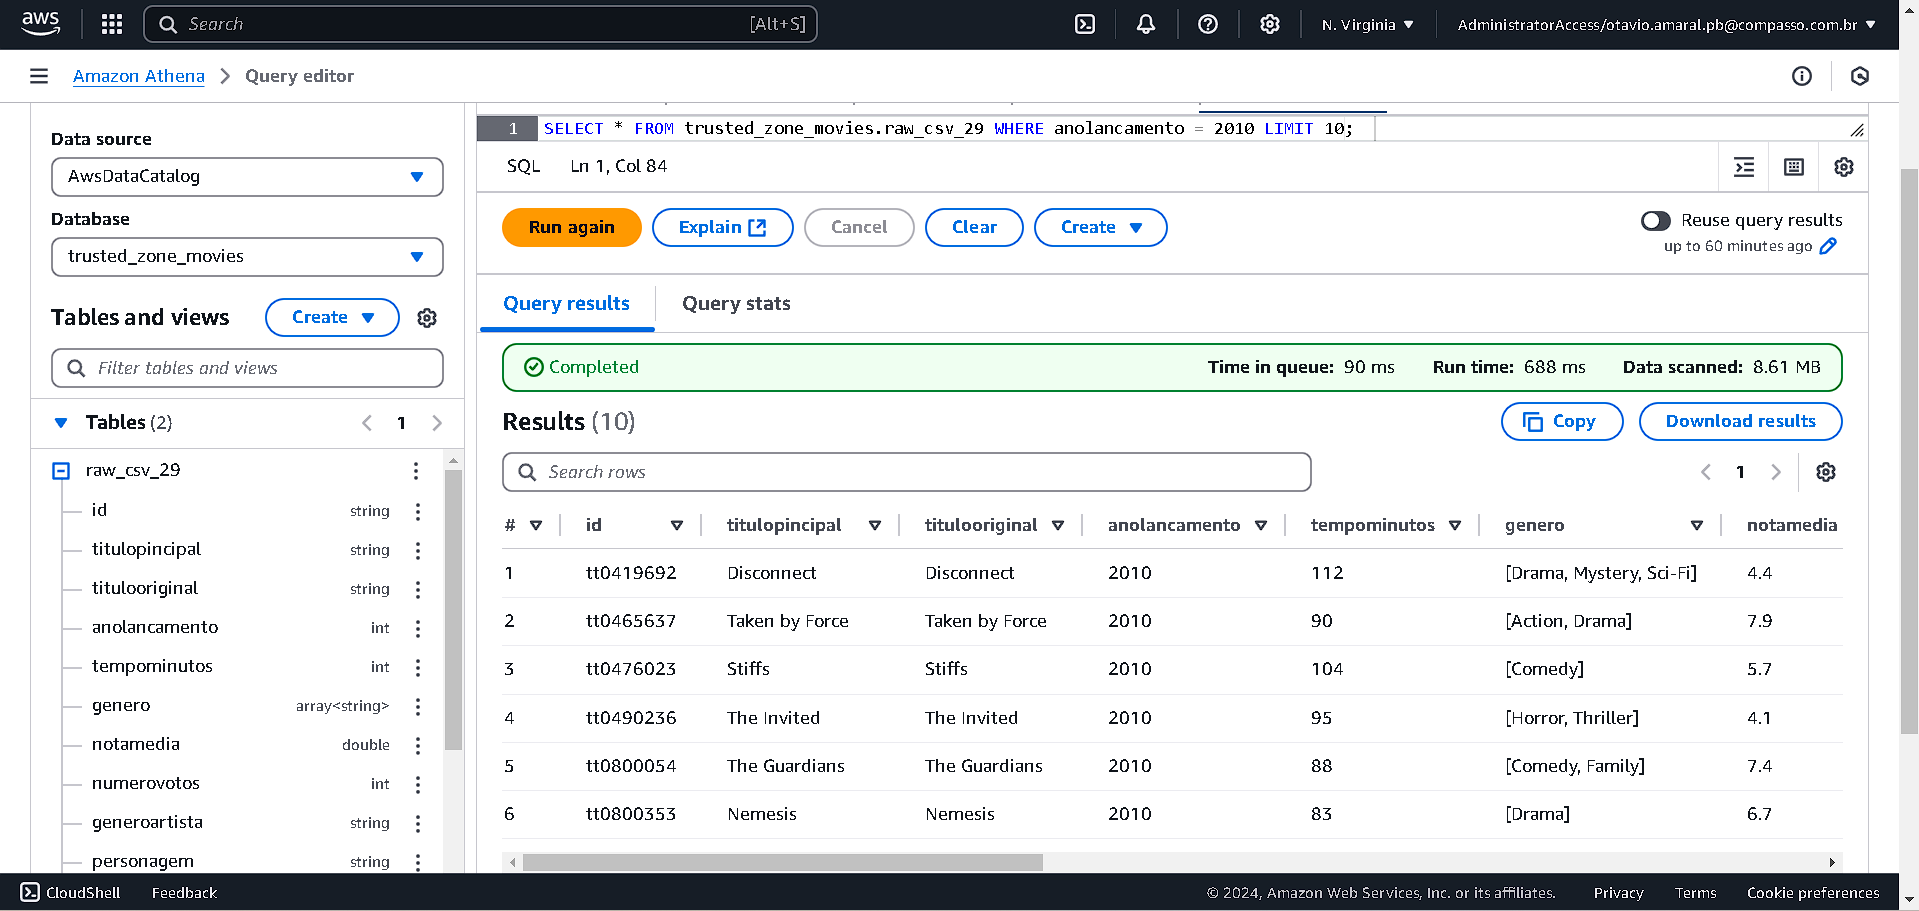 aws Search [Alt+S] N. Virginia AdministratorAccess/otavio.amaral.pb@compasso.com.br
Amazon Athena Query editor
Data source
AwsDataCatalog
Database
trusted_zone_movies
Tables and views Create
Filter tables and views
Tables (2) 1
raw_csv_29
id string
titulopincipal string
titulooriginal string
anolancamento int
tempominutos int
genero array<string>
notamedia double
numerovotos int
generoartista string
personagem string
1 SELECT * FROM trusted_zone_movies.raw_csv_29 WHERE anolancamento = 2010 LIMIT 10;
SQL Ln 1, Col 84
Run again Explain Cancel Clear Create
Reuse query results
up to 60 minutes ago
Query results Query stats
Completed Time in queue: 90 ms Run time: 688 ms Data scanned: 8.61 MB
Results (10) Copy Download results
Search rows 1
# id titulopincipal titulooriginal anolancamento tempominutos genero notamedia
1 tt0419692 Disconnect Disconnect 2010 112 [Drama, Mystery, Sci-Fi] 4.4
2 tt0465637 Taken by Force Taken by Force 2010 90 [Action, Drama] 7.9
3 tt0476023 Stiffs Stiffs 2010 104 [Comedy] 5.7
4 tt0490236 The Invited The Invited 2010 95 [Horror, Thriller] 4.1
5 tt0800054 The Guardians The Guardians 2010 88 [Comedy, Family] 7.4
6 tt0800353 Nemesis Nemesis 2010 83 [Drama] 6.7
CloudShell Feedback © 2024, Amazon Web Services, Inc. or its affiliates. Privacy Terms Cookie preferences